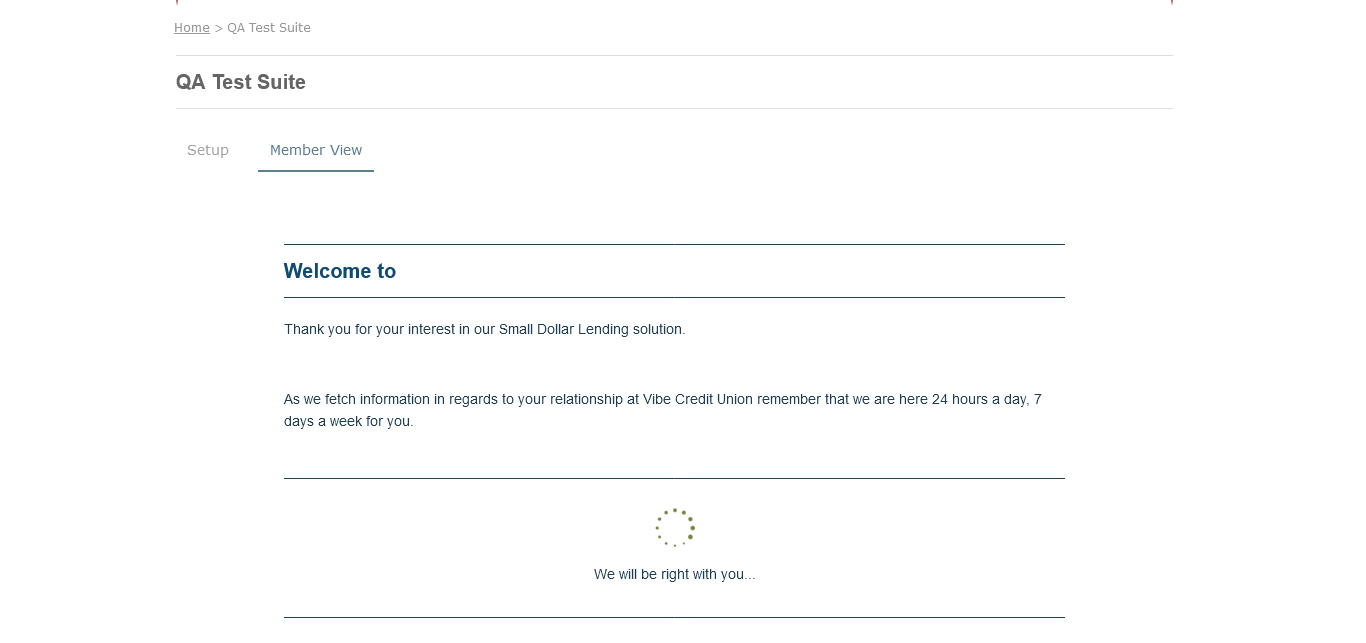 Home > QA Test Suite
QA Test Suite
Setup Member View
Welcome to
Thank you for your interest in our Small Dollar Lending solution.
As we fetch information in regards to your relationship at Vibe Credit Union remember that we are here 24 hours a day, 7
days a week for you.
We will be right with you...